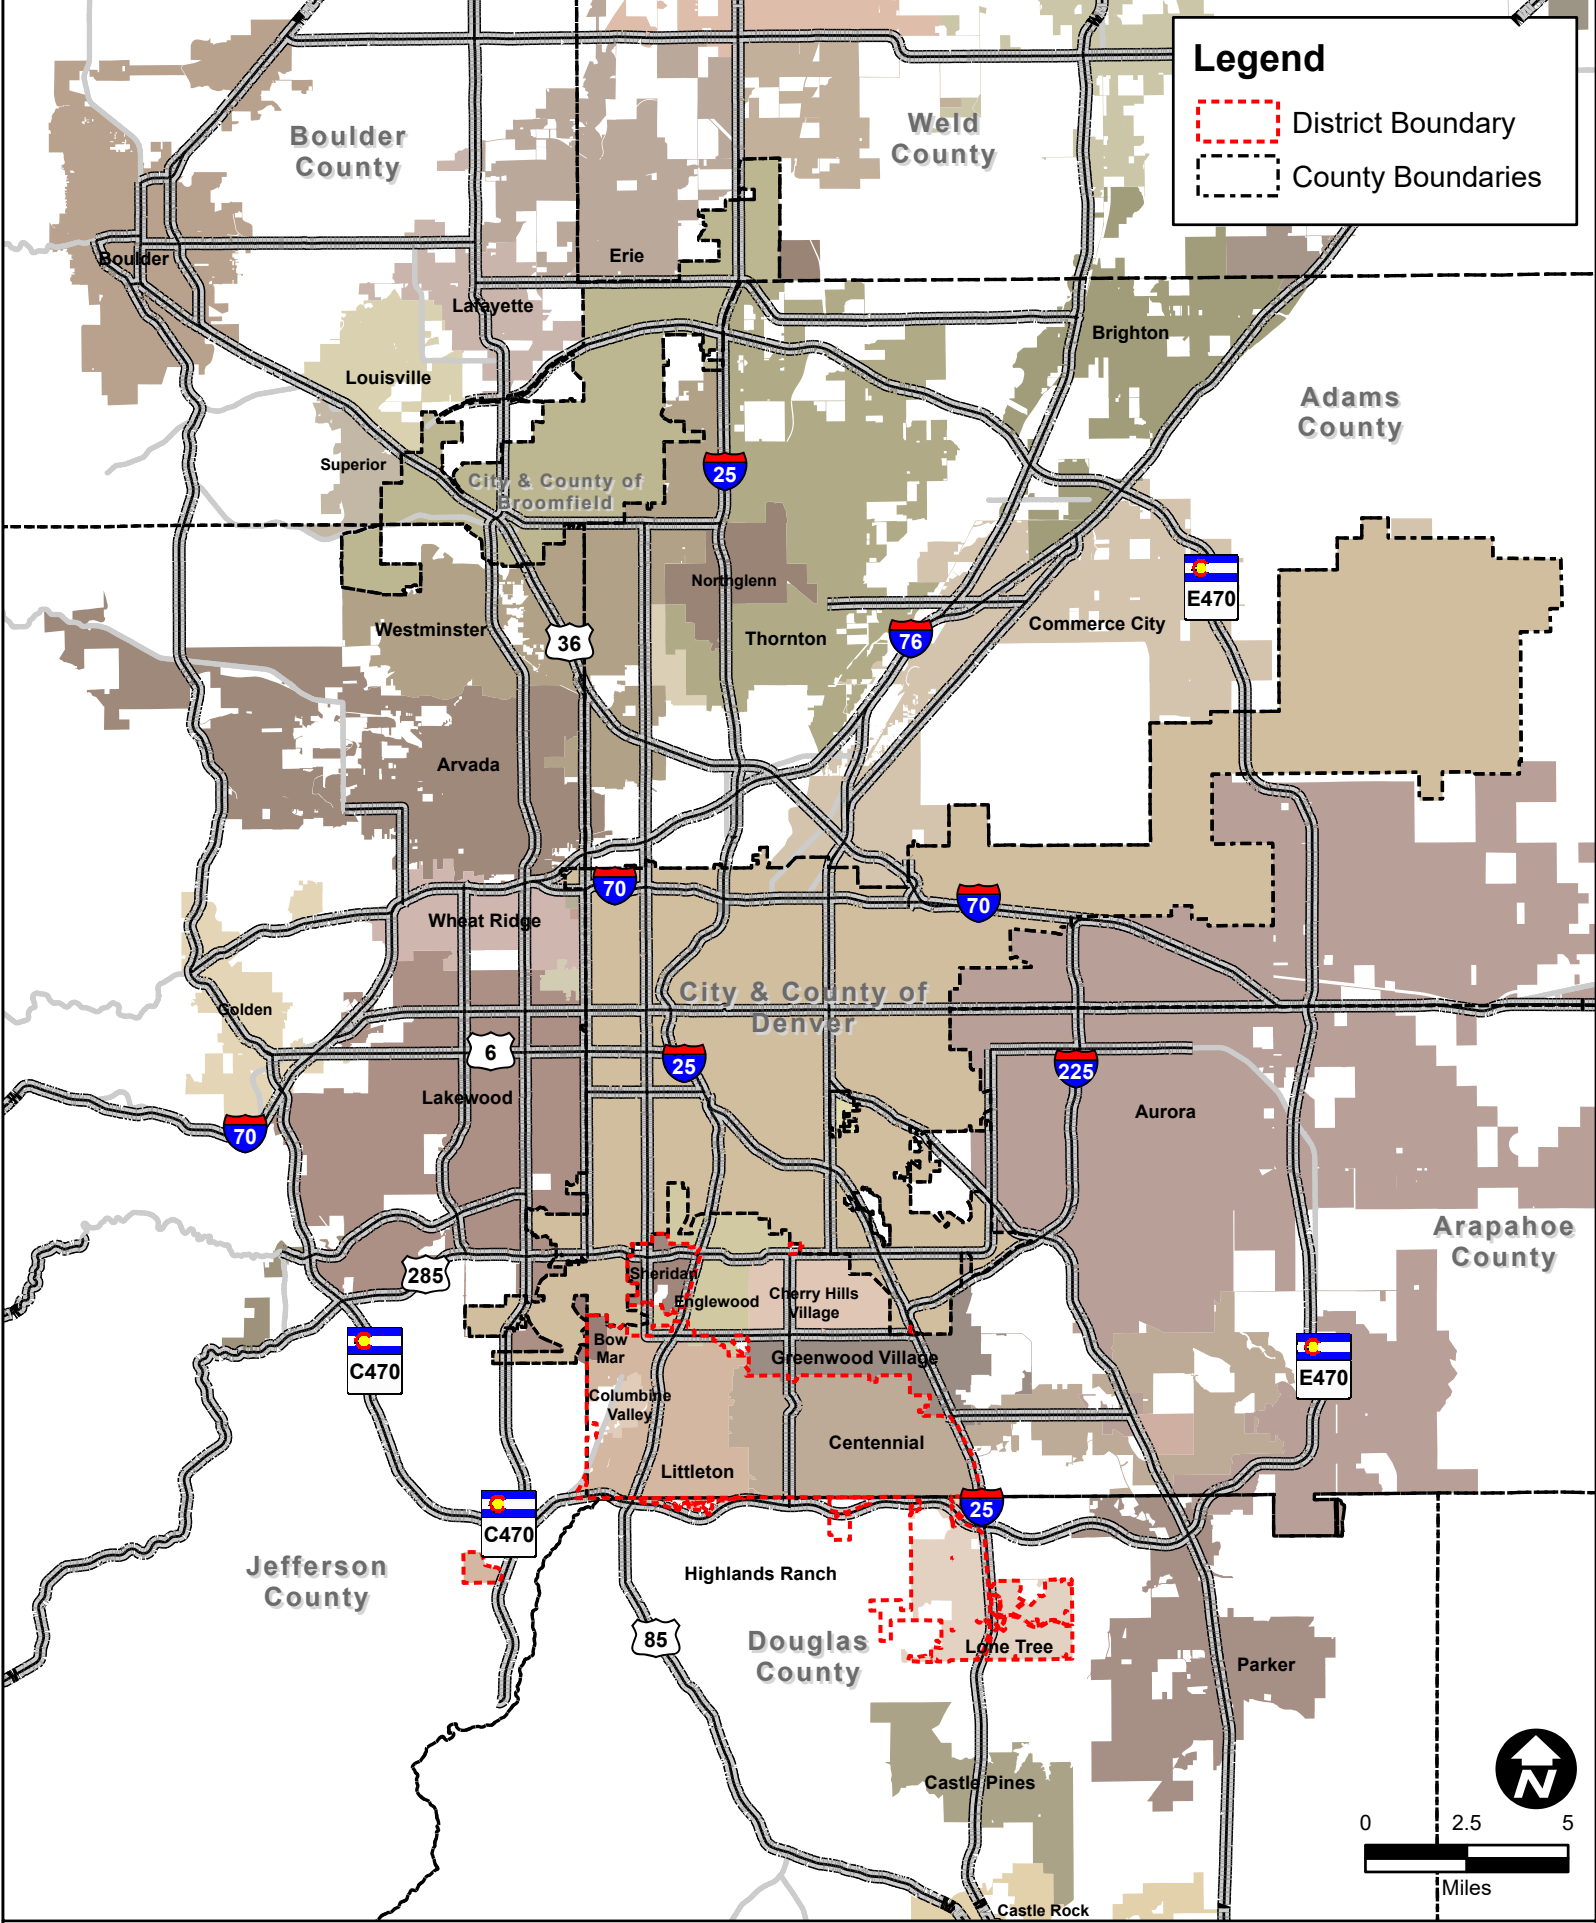 Legend
District Boundary
County Boundaries
Boulder
County
Weld
County
Boulder
Erie
Lafayette
Brighton
Louisville
Adams
County
Superior
City & County of
Broomfield
25
Northglenn
E470
Westminster
36
Thornton
76
Commerce City
Arvada
70
70
Wheat Ridge
City & County of
Denver
Golden
6
25
225
Lakewood
Aurora
70
Arapahoe
County
285
Sheridan
Englewood
Cherry Hills
Village
Bow
Mar
Greenwood Village
C470
E470
Columbine
Valley
Centennial
Littleton
C470
25
Jefferson
County
Highlands Ranch
85
Douglas
County
Lone Tree
Parker
Castle Pines
N
0 2.5 5
Miles
Castle Rock